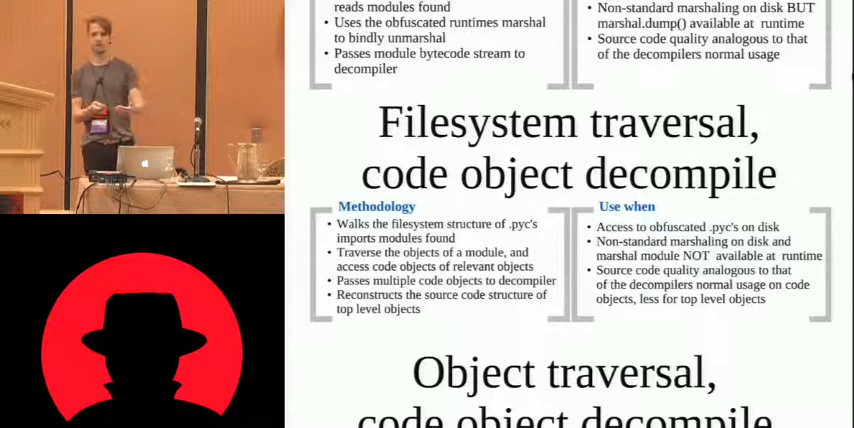 reads modules found
• Uses the obfuscated runtimes marshal
to bindly unmarshal
• Passes module bytecode stream to
decompiler
• Non-standard marshaling on disk BUT
marshal.dump() available at runtime
• Source code quality analogous to that
of the decompilers normal usage
Filesystem traversal,
code object decompile
Methodology
• Walks the filesystem structure of .pyc's
imports modules found
• Traverse the objects of a module, and
access code objects of relevant objects
• Passes multiple code objects to decompiler
• Reconstructs the source code structure of
top level objects
Use when
• Access to obfuscated .pyc's on disk
• Non-standard marshaling on disk and
marshal module NOT available at runtime
• Source code quality analogous to that
of the decompilers normal usage on code
objects, less for top level objects
Object traversal,
code object decompile